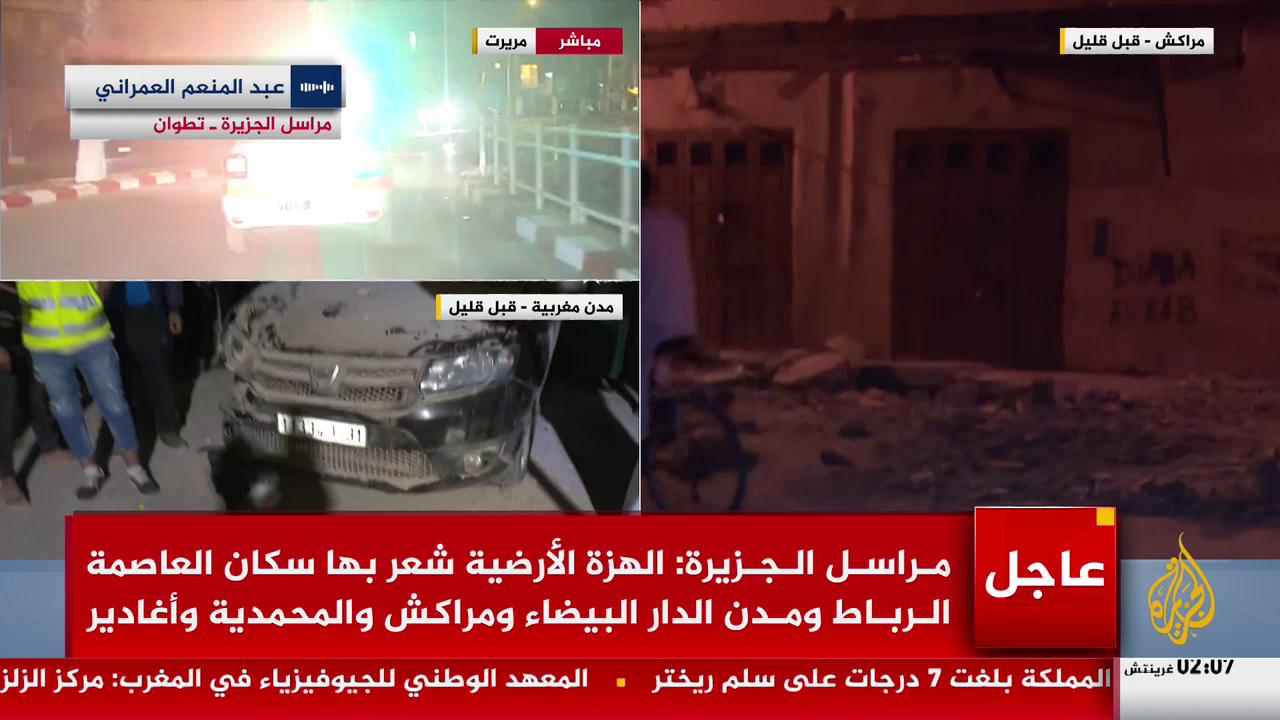 مراكش - قبل قليل
مباشر
مريرت
عبد المنعم العمراني
مراسل الجزيرة ـ تطوان
مدن مغربية - قبل قليل
عاجل
مراسل الجزيرة: الهزة الأرضية شعر بها سكان العاصمة
الرباط ومدن الدار البيضاء ومراكش والمحمدية وأغادير
الجزيرة
02:07 غرينتش
المملكة بلغت 7 درجات على سلم ريختر
المعهد الوطني للجيوفيزياء في المغرب: مركز الزلز